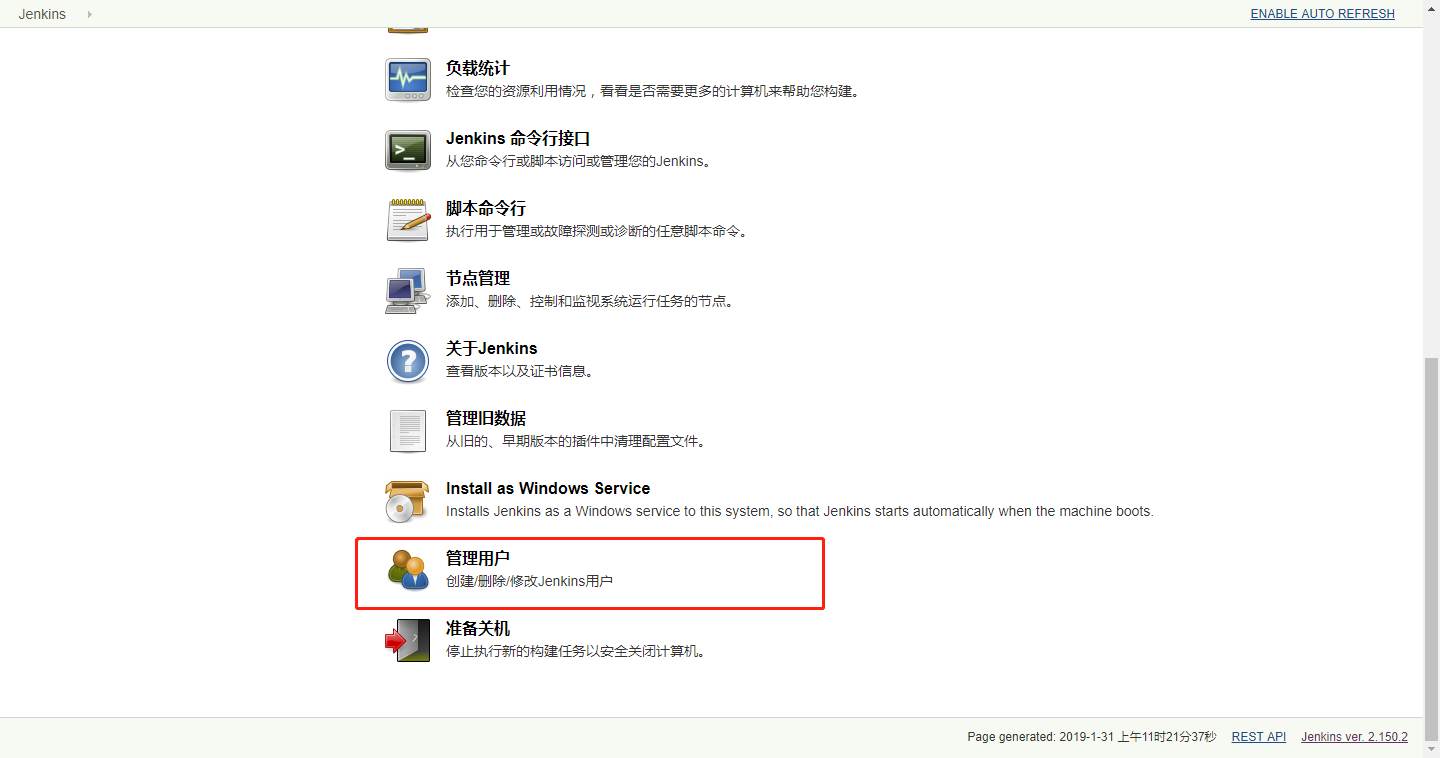 Jenkins
ENABLE AUTO REFRESH
负载统计
检查您的资源利用情况，看看是否需要更多的计算机来帮助您构建。
Jenkins 命令行接口
从您命令行或脚本访问或管理您的Jenkins。
脚本命令行
执行用于管理或故障探测或诊断的任意脚本命令。
节点管理
添加、删除、控制和监视系统运行任务的节点。
关于Jenkins
查看版本以及证书信息。
管理旧数据
从旧的、早期版本的插件中清理配置文件。
Install as Windows Service
Installs Jenkins as a Windows service to this system, so that Jenkins starts automatically when the machine boots.
管理用户
创建/删除/修改Jenkins用户
准备关机
停止执行新的构建任务以安全关闭计算机。
Page generated: 2019-1-31 上午11时21分37秒 REST API Jenkins ver. 2.150.2